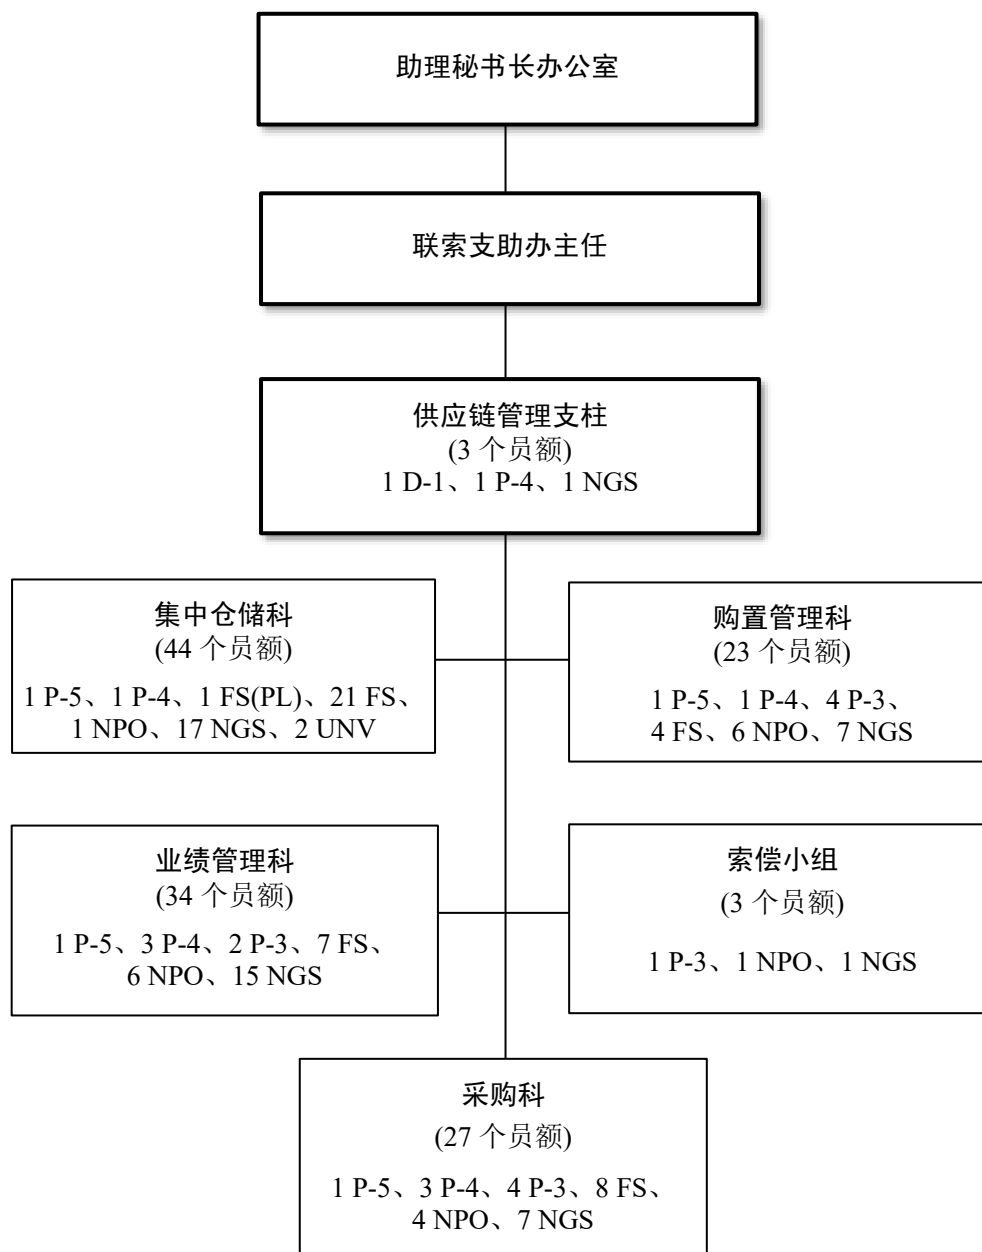 助理秘书长办公室
联索支助办主任
供应链管理支柱
(3 个员额)
1 D-1、1 P-4、1 NGS
集中仓储科
(44 个员额)
1 P-5、1 P-4、1 FS(PL)、21 FS、
1 NPO、17 NGS、2 UNV
购置管理科
(23 个员额)
1 P-5、1 P-4、4 P-3、
4 FS、6 NPO、7 NGS
业绩管理科
(34 个员额)
1 P-5、3 P-4、2 P-3、7 FS、
6 NPO、15 NGS
索偿小组
(3 个员额)
1 P-3、1 NPO、1 NGS
采购科
(27 个员额)
1 P-5、3 P-4、4 P-3、8 FS、
4 NPO、7 NGS